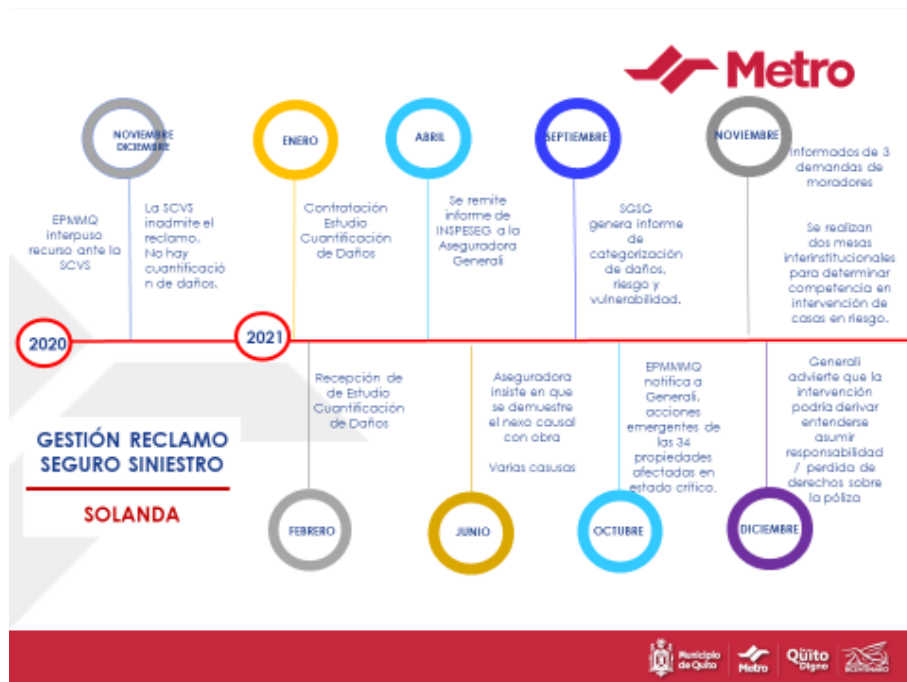 Metro
NOVIEMBRE
DICIEMBRE
ENERO
ABRIL
SEPTIEMBRE
NOVIEMBRE
EPMMQ
interpuso
recurso ante la
SCVS
La SCVS
inadmite el
reclamo.
No hay
cuantificació
n de daños.
Contratación
Estudio
Cuantificación
de Daños
Se remite
informe de
INSPESEG a la
Aseguradora
Generali
SGSG
genera informe
de
categorización
de daños,
riesgo y
vulnerabilidad.
Informados de 3
demandas de
moradores
Se realizan
dos mesas
interinstitucionales
para determinar
competencia en
intervención de
casas en riesgo.
2020
2021
Recepción de
de Estudio
Cuantificación
de Daños
Aseguradora
insiste en que
se demuestre
el nexo causal
con obra
Varias casusas
EPMMMQ
notifica a
Generali,
acciones
emergentes de
las 34
propiedades
afectadas en
estado crítico.
Generali
advierte que la
intervención
podría derivar
entenderse
asumir
responsabilidad
/ perdida de
derechos sobre
la póliza
GESTIÓN RECLAMO
SEGURO SINIESTRO
SOLANDA
FEBRERO
JUNIO
OCTUBRE
DICIEMBRE
Municipio
de Quito
Metro
Quito
Digno
BICENTENARIO